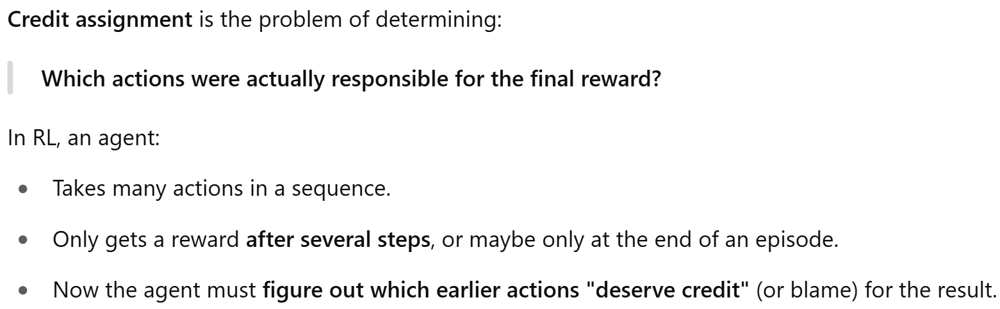 Credit assignment is the problem of determining:
Which actions were actually responsible for the final reward?
In RL, an agent:
• Takes many actions in a sequence.
• Only gets a reward after several steps, or maybe only at the end of an episode.
• Now the agent must figure out which earlier actions "deserve credit" (or blame) for the result.